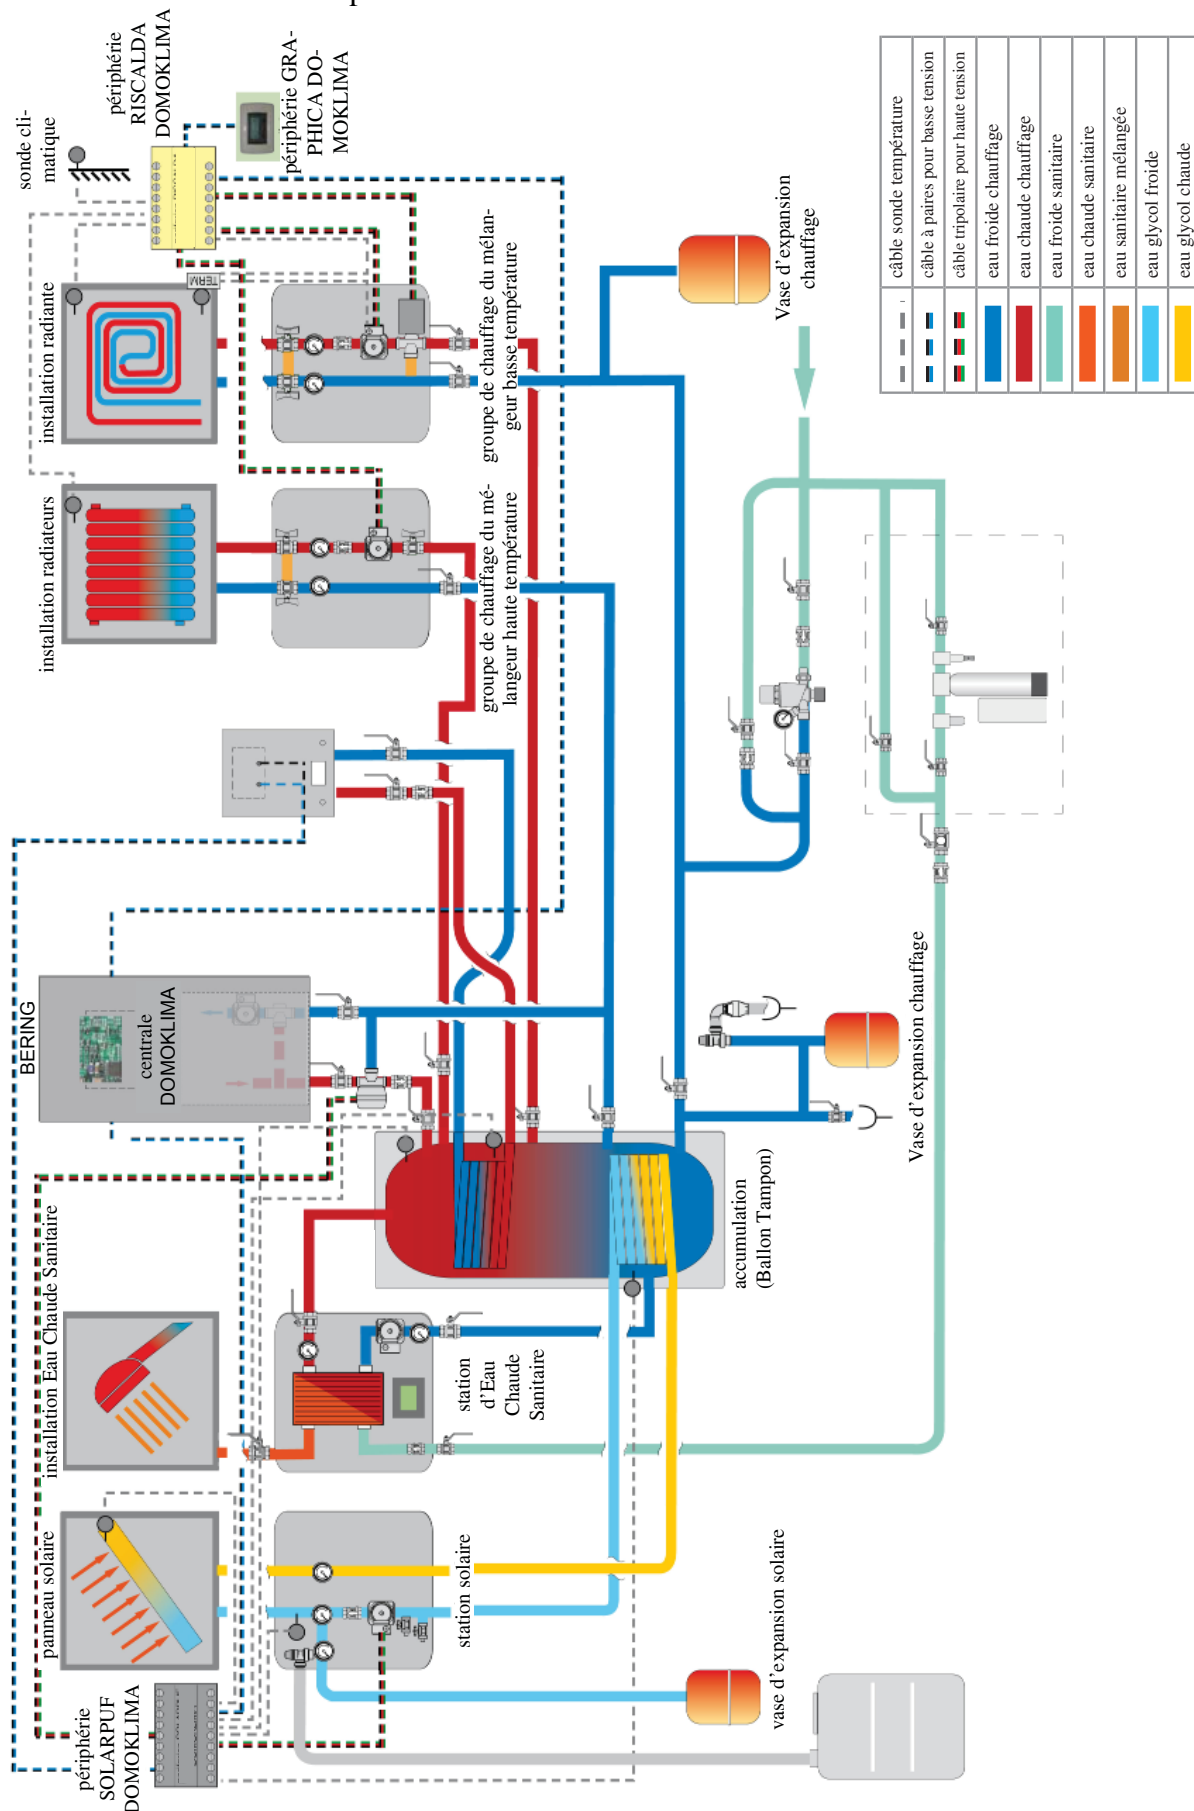 périphérie
RISCALDA
DOMOKLIMA
sonde cli-
matique
périphérie GRA-
PHICA DO-
MOKLIMA
TERM
installation radiante
groupe de chauffage du mélan-
geur basse température
Vase d'expansion
chauffage
installation radiateurs
groupe de chauffage du mé-
langeur haute température
BERING
centrale
DOMOKLIMA
Vase d'expansion chauffage
accumulation
(Ballon Tampon)
installation Eau Chaude Sanitaire
station
d'Eau
Chaude
Sanitaire
panneau solaire
station solaire
vase d'expansion solaire
périphérie
SOLARPUF
DOMOKLIMA
câble sonde température
câble à paires pour basse tension
câble tripolaire pour haute tension
eau froide chauffage
eau chaude chauffage
eau froide sanitaire
eau chaude sanitaire
eau sanitaire mélangée
eau glycol froide
eau glycol chaude